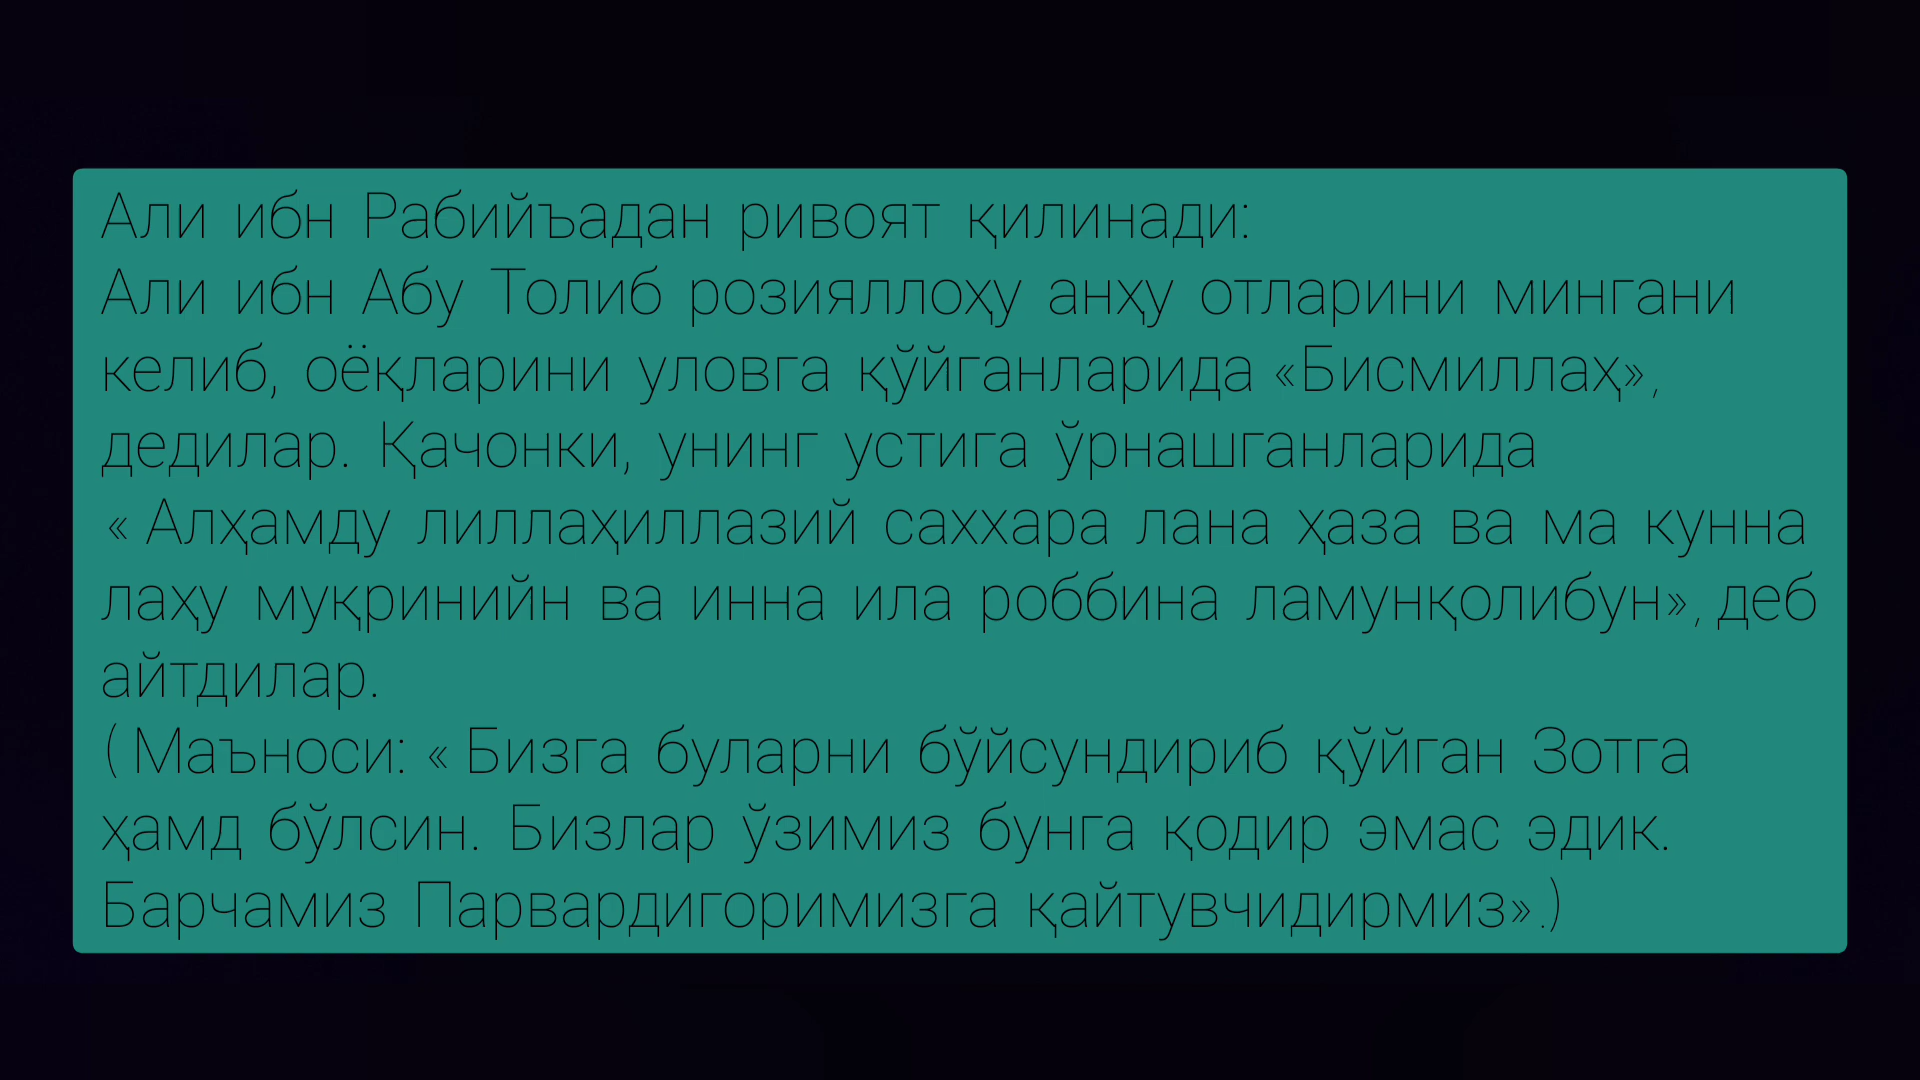 Али ибн Рабийъадан ривоят қилинади:
Али ибн Абу Толиб розияллоҳу анҳу отларини мингани
келиб, оёқларини уловга қўйганларида «Бисмиллаҳ»,
дедилар. Қачонки, унинг устига ўрнашганларида
« Алҳамду лиллаҳиллазий саххара лана ҳаза ва ма кунна
лаҳу муқринийн ва инна ила роббина ламунқолибун», деб
айтдилар.
( Маъноси: « Бизга буларни бўйсундириб қўйган Зотга
ҳамд бўлсин. Бизлар ўзимиз бунга қодир эмас эдик.
Барчамиз Парвардигоримизга қайтувчидирмиз».)